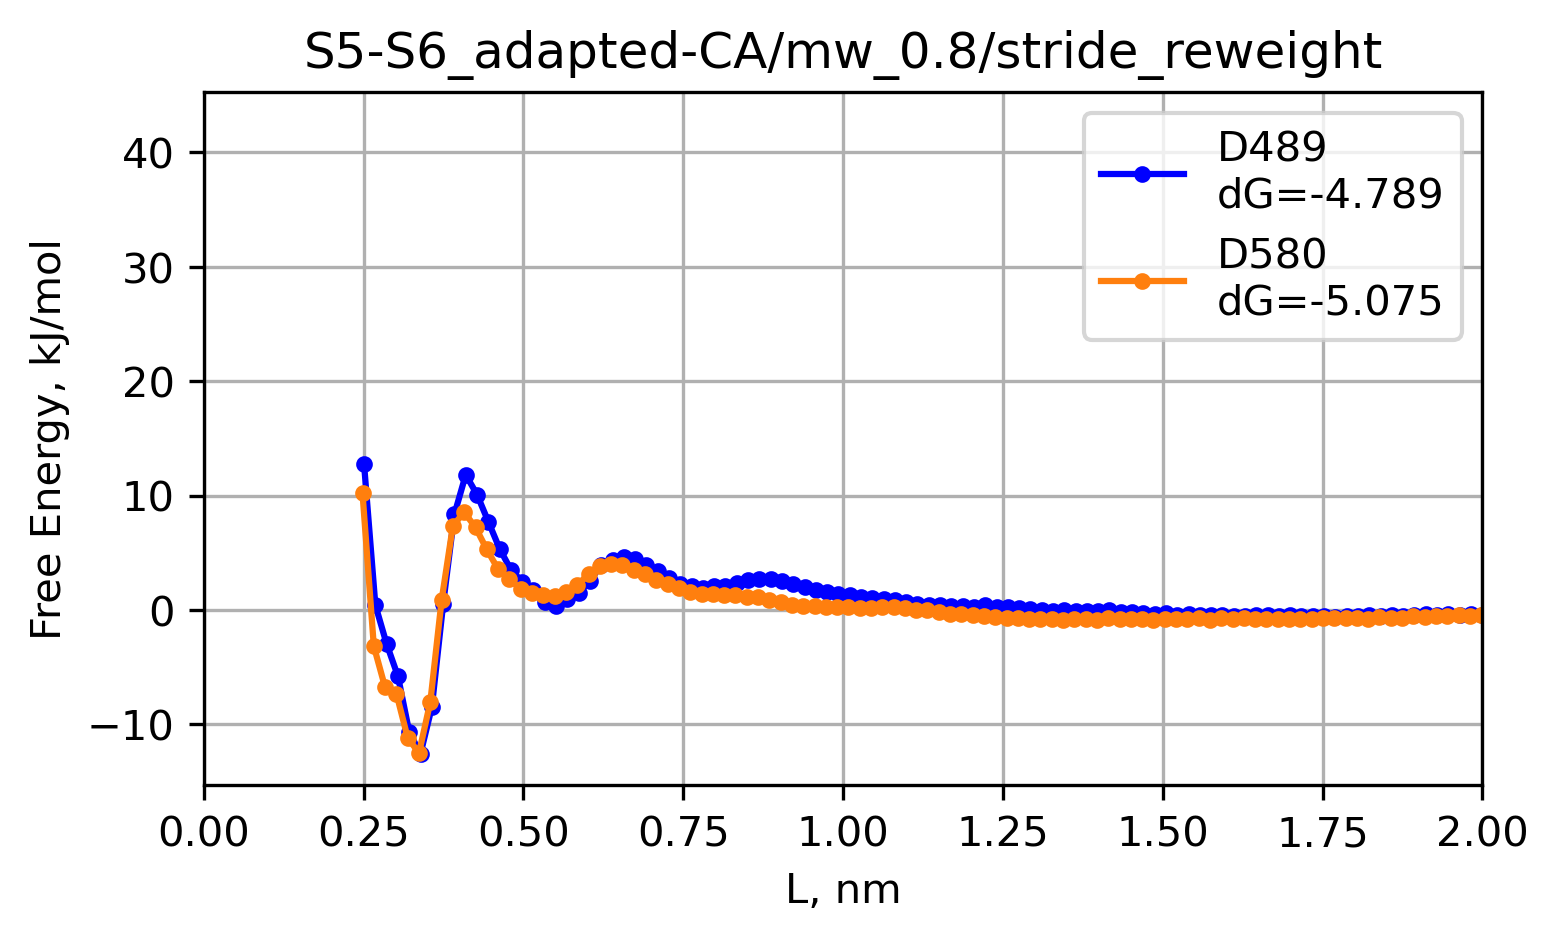 S5-S6_adapted-CA/mw_0.8/stride_reweight
D489
dG=-4.789
D580
dG=-5.075
Free Energy, kJ/mol
40
30
20
10
0
−10
0.00 0.25 0.50 0.75 1.00 1.25 1.50 1.75 2.00
L, nm